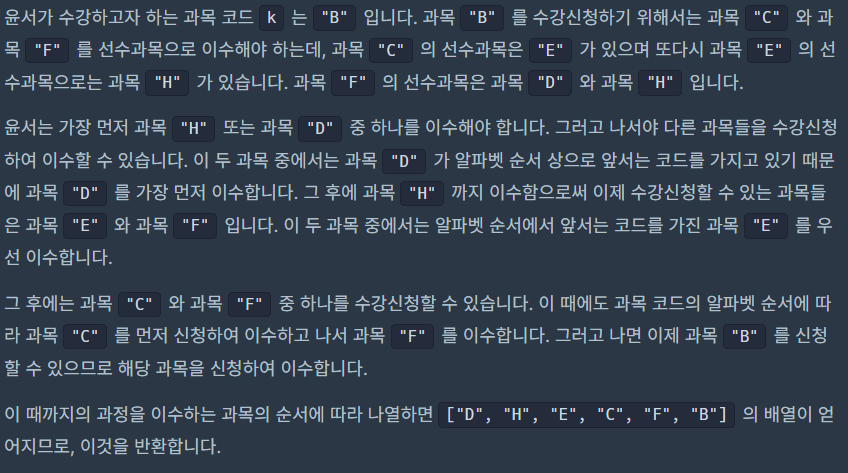 윤서가 수강하고자 하는 과목 코드 k 는 "B" 입니다. 과목 "B" 를 수강신청하기 위해서는 과목 "C" 와 과
목 "F" 를 선수과목으로 이수해야 하는데, 과목 "C" 의 선수과목은 "E" 가 있으며 또다시 과목 "E" 의 선
수과목으로는 과목 "H" 가 있습니다. 과목 "F" 의 선수과목은 과목 "D" 와 과목 "H" 입니다.
윤서는 가장 먼저 과목 "H" 또는 과목 "D" 중 하나를 이수해야 합니다. 그러고 나서야 다른 과목들을 수강신청
하여 이수할 수 있습니다. 이 두 과목 중에서는 과목 "D" 가 알파벳 순서 상으로 앞서는 코드를 가지고 있기 때문
에 과목 "D" 를 가장 먼저 이수합니다. 그 후에 과목 "H" 까지 이수함으로써 이제 수강신청할 수 있는 과목들
은 과목 "E" 와 과목 "F" 입니다. 이 두 과목 중에서는 알파벳 순서에서 앞서는 코드를 가진 과목 "E" 를 우
선 이수합니다.
그 후에는 과목 "C" 와 과목 "F" 중 하나를 수강신청할 수 있습니다. 이 때에도 과목 코드의 알파벳 순서에 따
라 과목 "C" 를 먼저 신청하여 이수하고 나서 과목 "F" 를 이수합니다. 그러고 나면 이제 과목 "B" 를 신청
할 수 있으므로 해당 과목을 신청하여 이수합니다.
이 때까지의 과정을 이수하는 과목의 순서에 따라 나열하면 ["D", "H", "E", "C", "F", "B"] 의 배열이 얻
어지므로, 이것을 반환합니다.